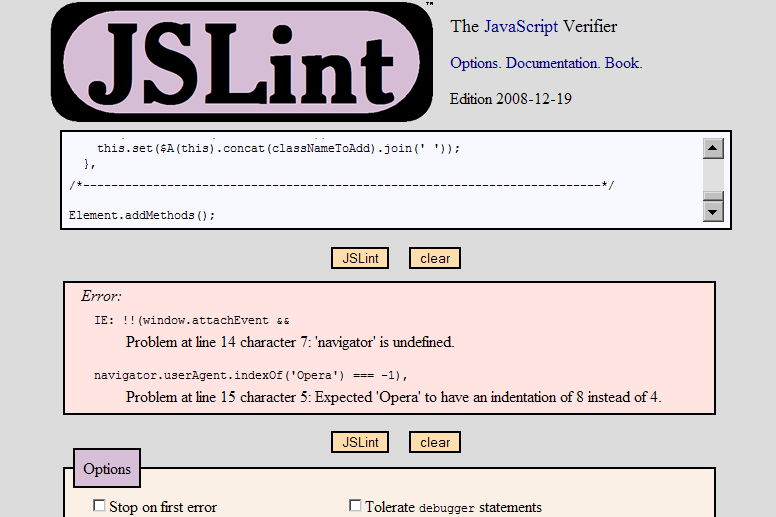 JSLint™
The JavaScript Verifier
Options. Documentation. Book.
Edition 2008-12-19
this.set($A(this).concat(classNameToAdd).join(' '));
},
/*--------------------------------------------------------------------------*/
Element.addMethods();
JSLint clear
Error:
IE: !!(window.attachEvent &&
Problem at line 14 character 7: 'navigator' is undefined.
navigator.userAgent.indexOf('Opera') === -1),
Problem at line 15 character 5: Expected 'Opera' to have an indentation of 8 instead of 4.
JSLint clear
Options
Stop on first error Tolerate debugger statements